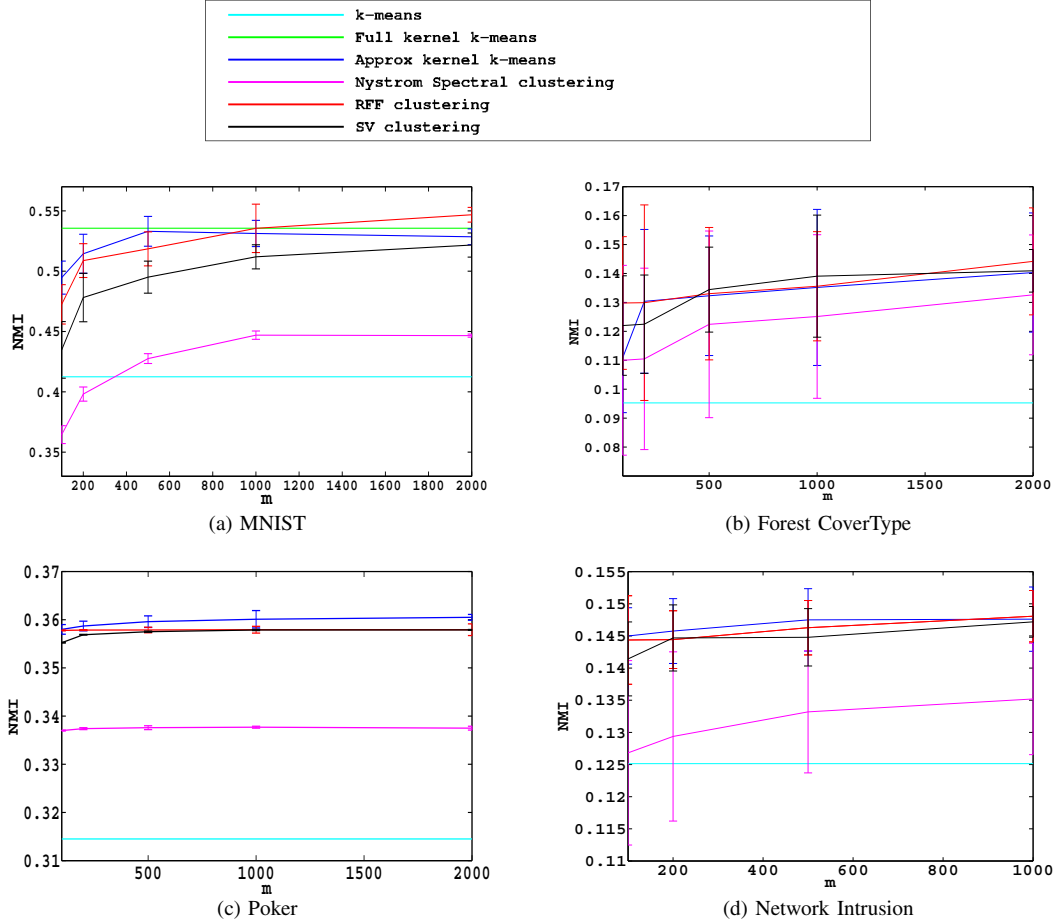 k-means
Full kernel k-means
Approx kernel k-means
Nystrom Spectral clustering
RFF clustering
SV clustering
0.55
0.5
0.45
0.4
0.35
NMI
200 400 600 800 1000 1200 1400 1600 1800 2000
m
(a) MNIST
0.17
0.16
0.15
0.14
0.13
0.12
0.11
0.1
0.09
0.08
NMI
500 1000 1500 2000
m
(b) Forest CoverType
0.37
0.36
0.35
0.34
0.33
0.32
0.31
NMI
500 1000 1500 2000
m
(c) Poker
0.155
0.15
0.145
0.14
0.135
0.13
0.125
0.12
0.115
0.11
NMI
200 400 600 800 1000
m
(d) Network Intrusion